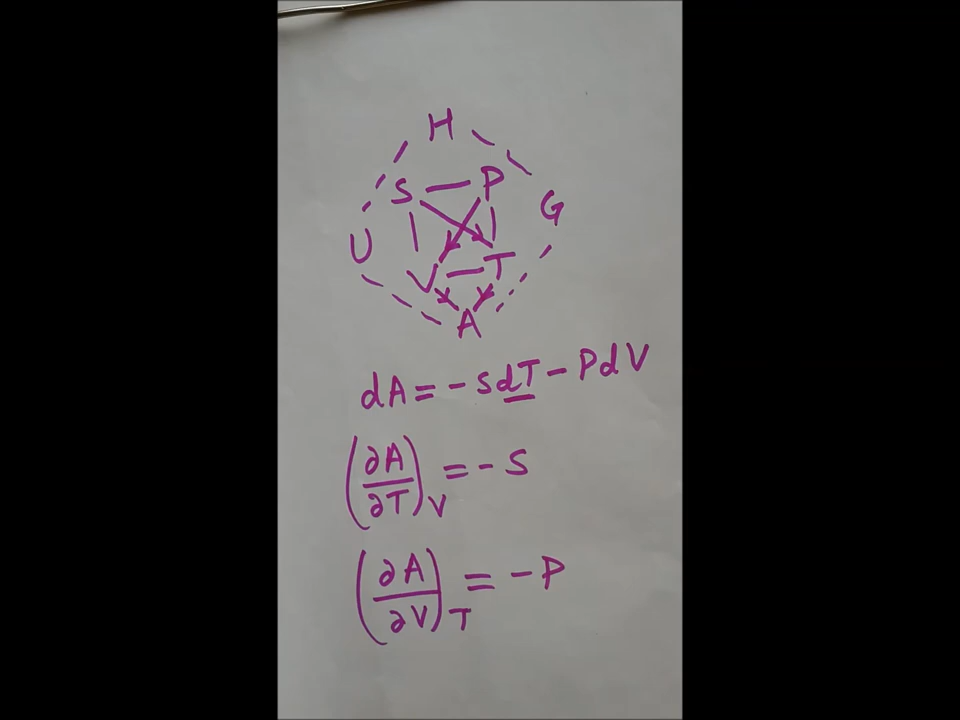 H
S P
G
U
V T
A
dA = - SdT - PdV
(∂A/∂T)V = - S
(∂A/∂V)T = - P